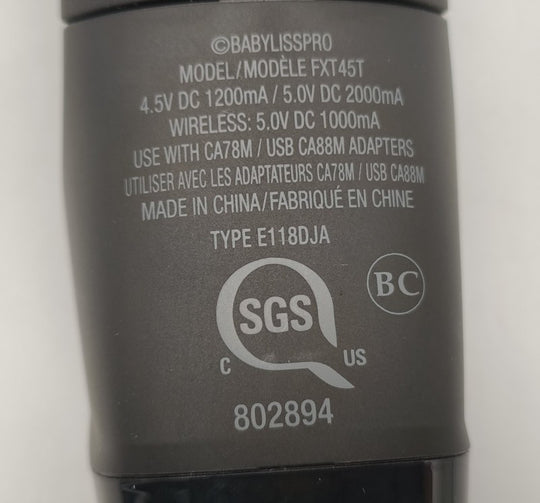 ©BABYLISSPRO
MODEL/MODÈLE FXT45T
4.5V DC 1200mA / 5.0V DC 2000mA
WIRELESS: 5.0V DC 1000mA
USE WITH CA78M / USB CA88M ADAPTERS
UTILISER AVEC LES ADAPTATEURS CA78M / USB CA88M
MADE IN CHINA/FABRIQUÉ EN CHINE
TYPE E118DJA
BC
SGS
C US
802894